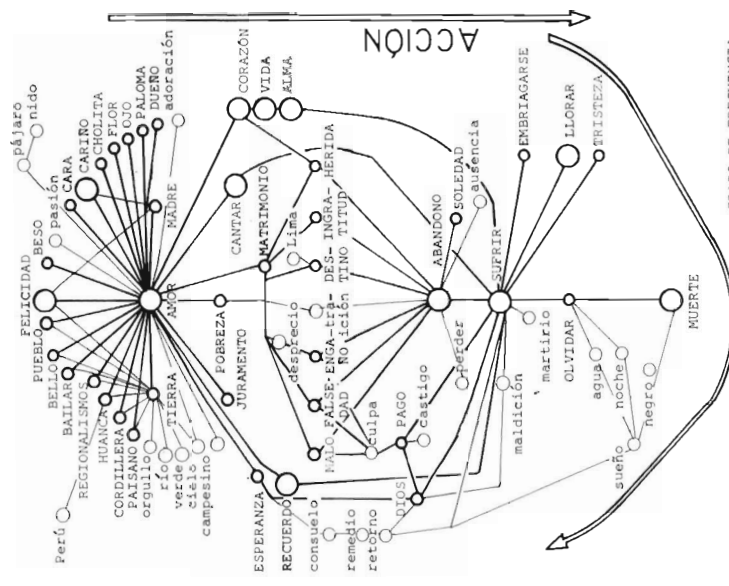 ACCIÓN
pájaro
nido
pasión
CARA
CARIÑO
CHOLITA
FLOR
OJO
PALOMA
DUEÑO
adoración
MADRE
BESO
FELICIDAD
PUEBLO
BELLO
BAILAR
REGIONALISMOS
HUANCA
CORDILLERA
PAISANO
orgullo
río
verde
cielo
campesino
Perú
TIERRA
AMOR
CORAZÓN
VIDA
ALMA
CANTAR
MATRIMONIO
POBREZA
JURAMENTO
ESPERANZA
RECUERDO
consuelo
remedio
retorno
Lima
desprecio
HERIDA
INGRA-
TITUD
DES-
TINO
tra-
ición
ENGA-
NO
FALSE-
DAD
MALO
culpa
PAGO
castigo
DIOS
ABANDONO
SOLEDAD
ausencia
perder
SUFRIR
EMBRIAGARSE
LLORAR
TRISTEZA
maldición
martirio
OLVIDAR
agua
noche
negro
sueño
MUERTE